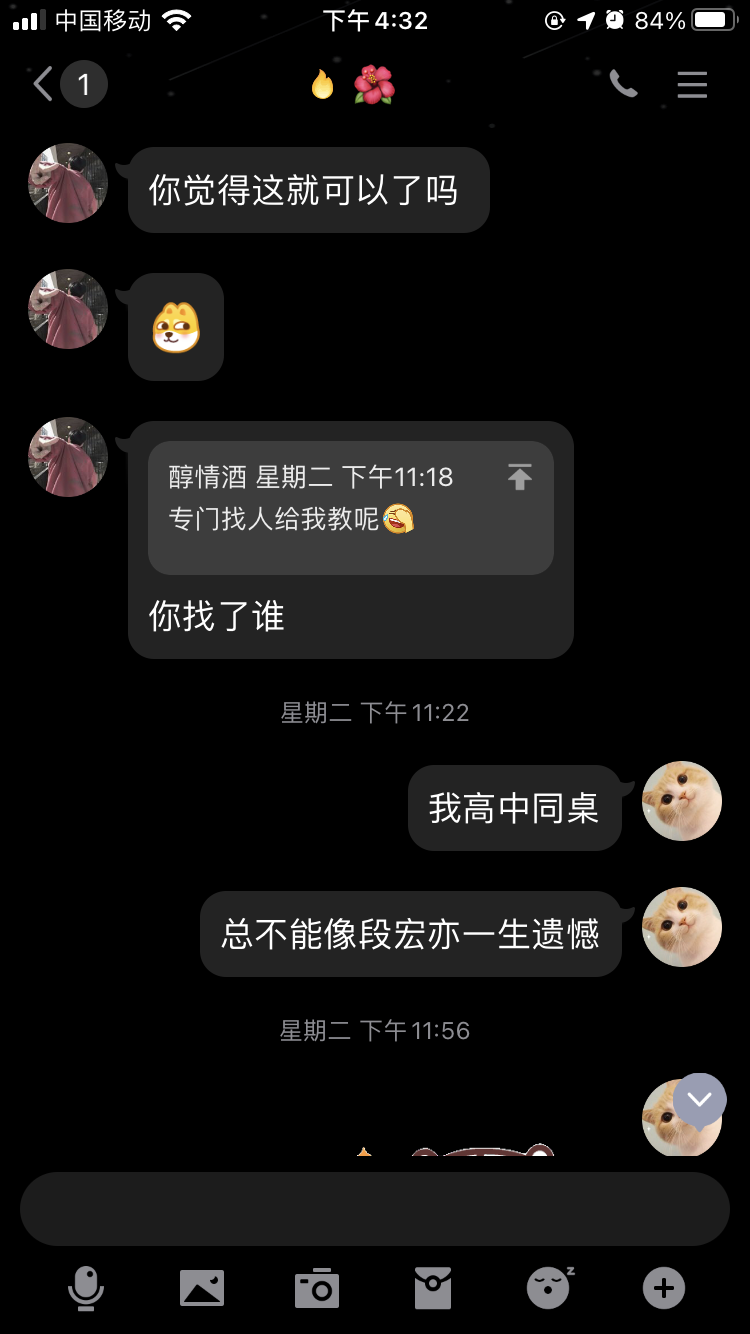 中国移动 下午4:32 84%
1
你觉得这就可以了吗
醇情酒 星期二 下午11:18
专门找人给我教呢
你找了谁
星期二 下午11:22
我高中同桌
总不能像段宏亦一生遗憾
星期二 下午11:56
z